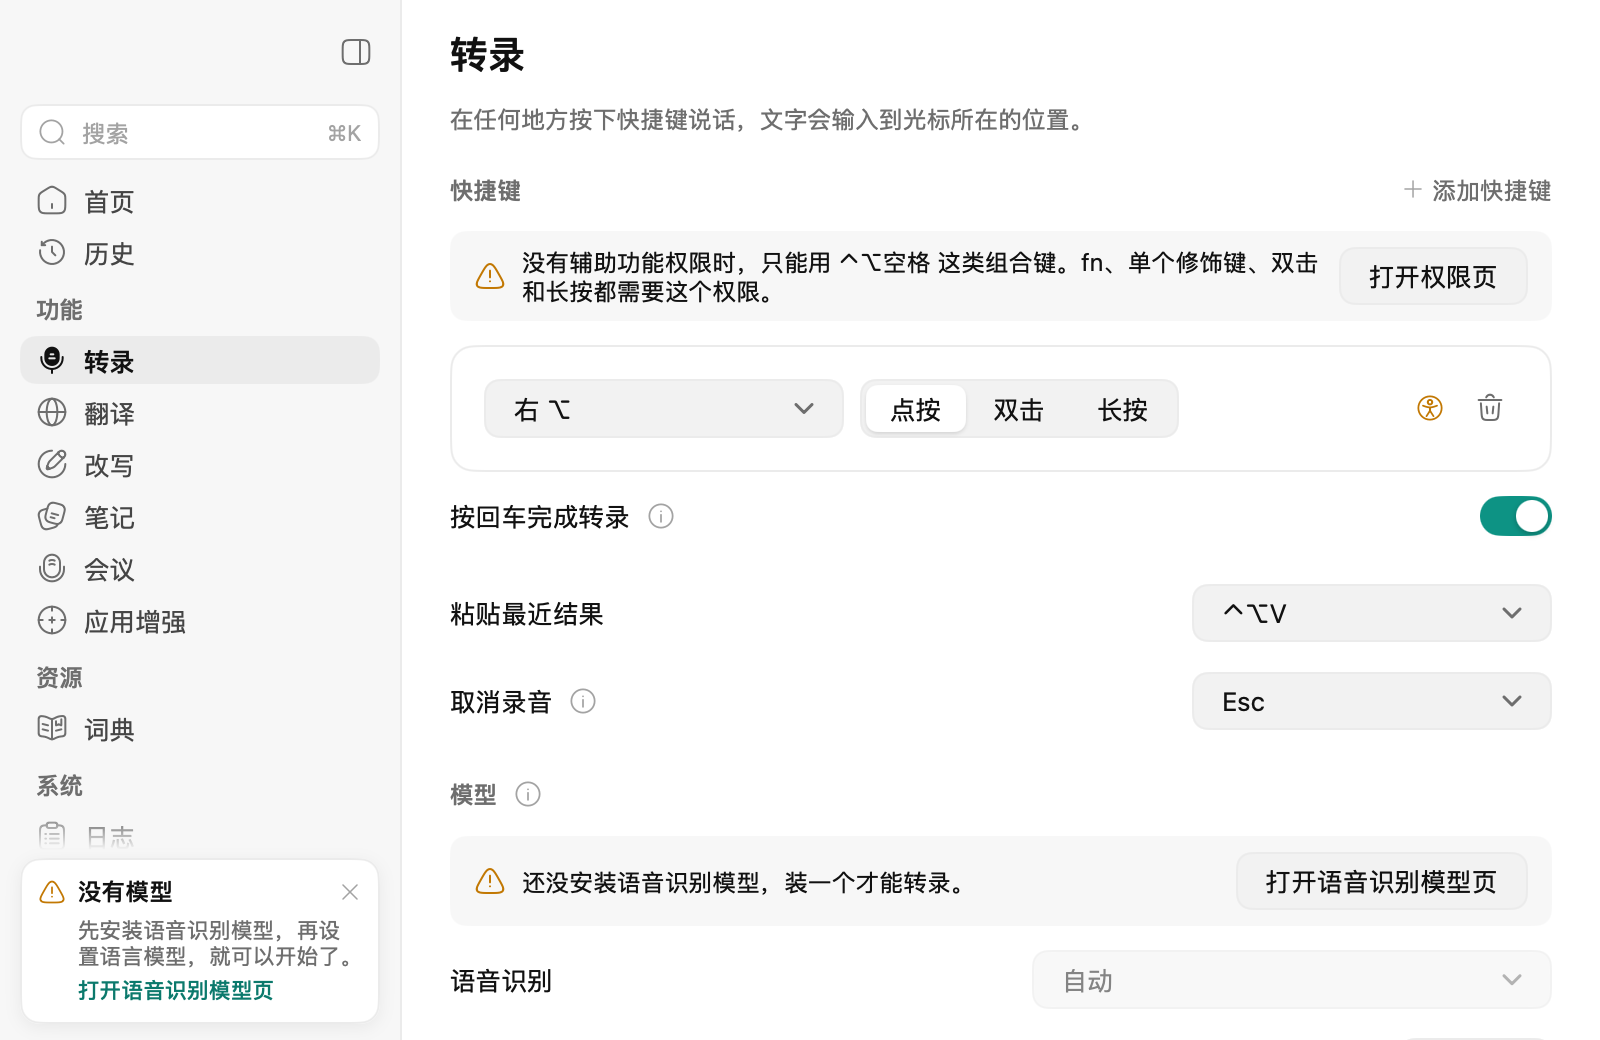 搜索 ⌘K
首页
历史
功能
转录
翻译
改写
笔记
会议
应用增强
资源
词典
系统
日志
没有模型
先安装语音识别模型，再设
置语言模型，就可以开始了。
打开语音识别模型页
转录
在任何地方按下快捷键说话，文字会输入到光标所在的位置。
快捷键
添加快捷键
没有辅助功能权限时，只能用 ^⌥空格 这类组合键。fn、单个修饰键、双击
和长按都需要这个权限。
打开权限页
右 ⌥
点按 双击 长按
按回车完成转录
粘贴最近结果
^⌥V
取消录音
Esc
模型
还没安装语音识别模型，装一个才能转录。
打开语音识别模型页
语音识别
自动